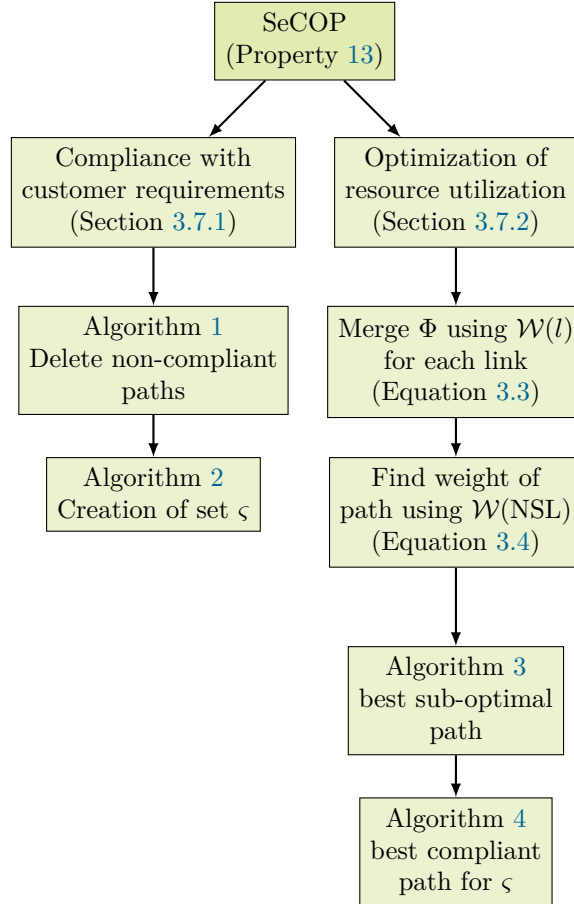 SeCOP
(Property 13)
Compliance with
customer requirements
(Section 3.7.1)
Optimization of
resource utilization
(Section 3.7.2)
Algorithm 1
Delete non-compliant
paths
Merge Φ using 𝒲(l)
for each link
(Equation 3.3)
Algorithm 2
Creation of set ς
Find weight of
path using 𝒲(NSL)
(Equation 3.4)
Algorithm 3
best sub-optimal
path
Algorithm 4
best compliant
path for ς